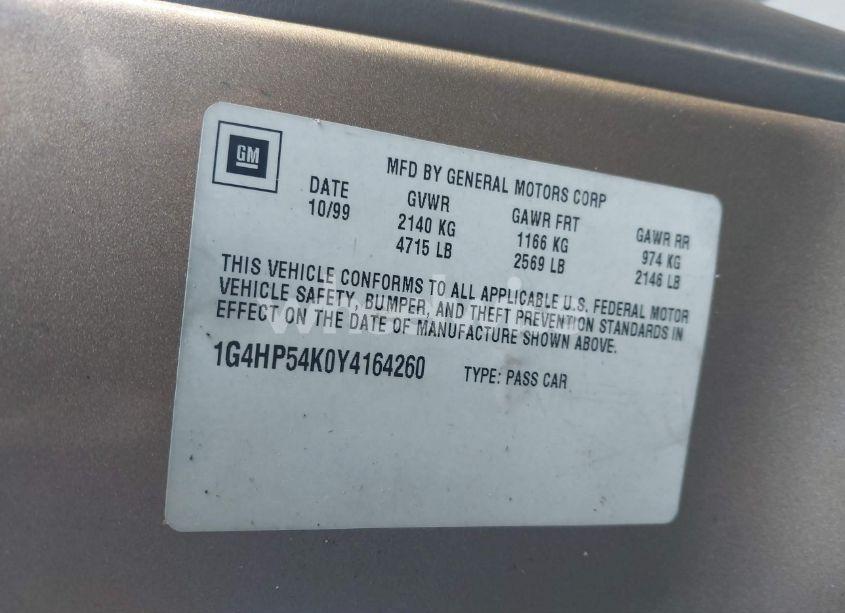 GM
MFD BY GENERAL MOTORS CORP
DATE GVWR GAWR FRT GAWR RR
10/99 2140 KG 1166 KG 974 KG
4715 LB 2569 LB 2146 LB
THIS VEHICLE CONFORMS TO ALL APPLICABLE U.S. FEDERAL MOTOR
VEHICLE SAFETY, BUMPER, AND THEFT PREVENTION STANDARDS IN
EFFECT ON THE DATE OF MANUFACTURE SHOWN ABOVE.
1G4HP54K0Y4164260 TYPE: PASS CAR